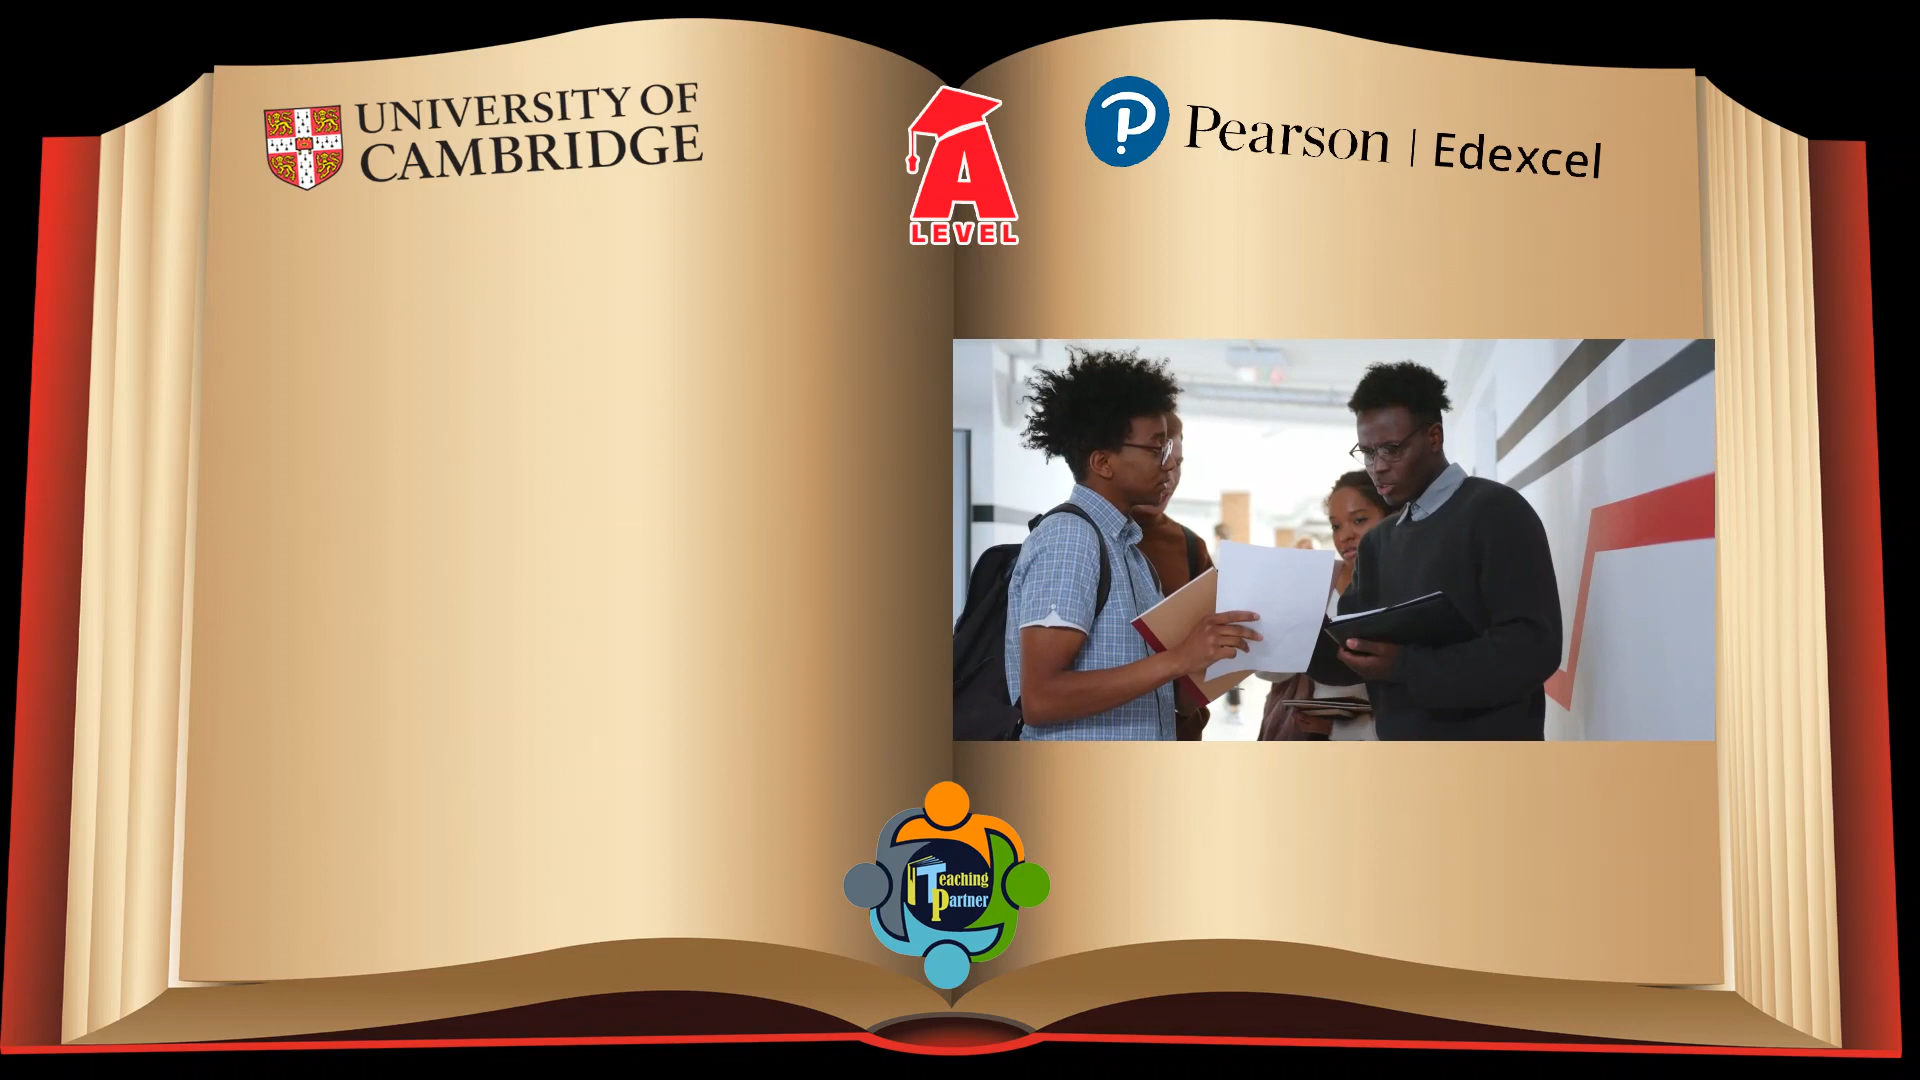 UNIVERSITY OF
CAMBRIDGE
A
LEVEL
Pearson | Edexcel
Teaching
Partner